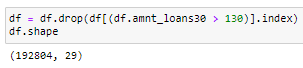 df = df.drop(df[(df.amnt_loans30 > 130)].index)
df.shape
(192804, 29)